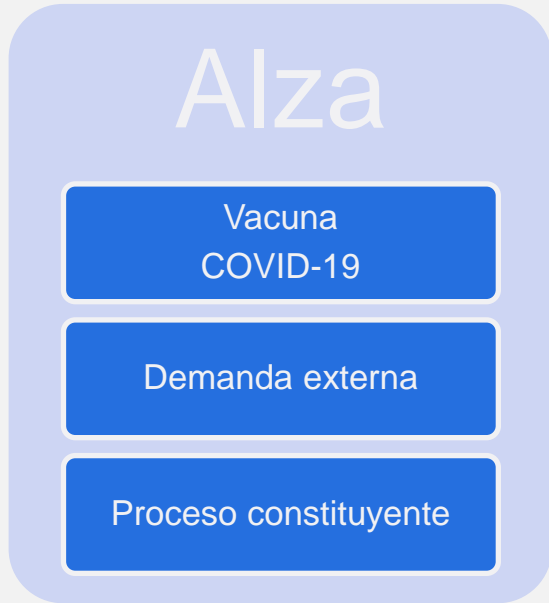 Alza
Vacuna
COVID-19
Demanda externa
Proceso constituyente